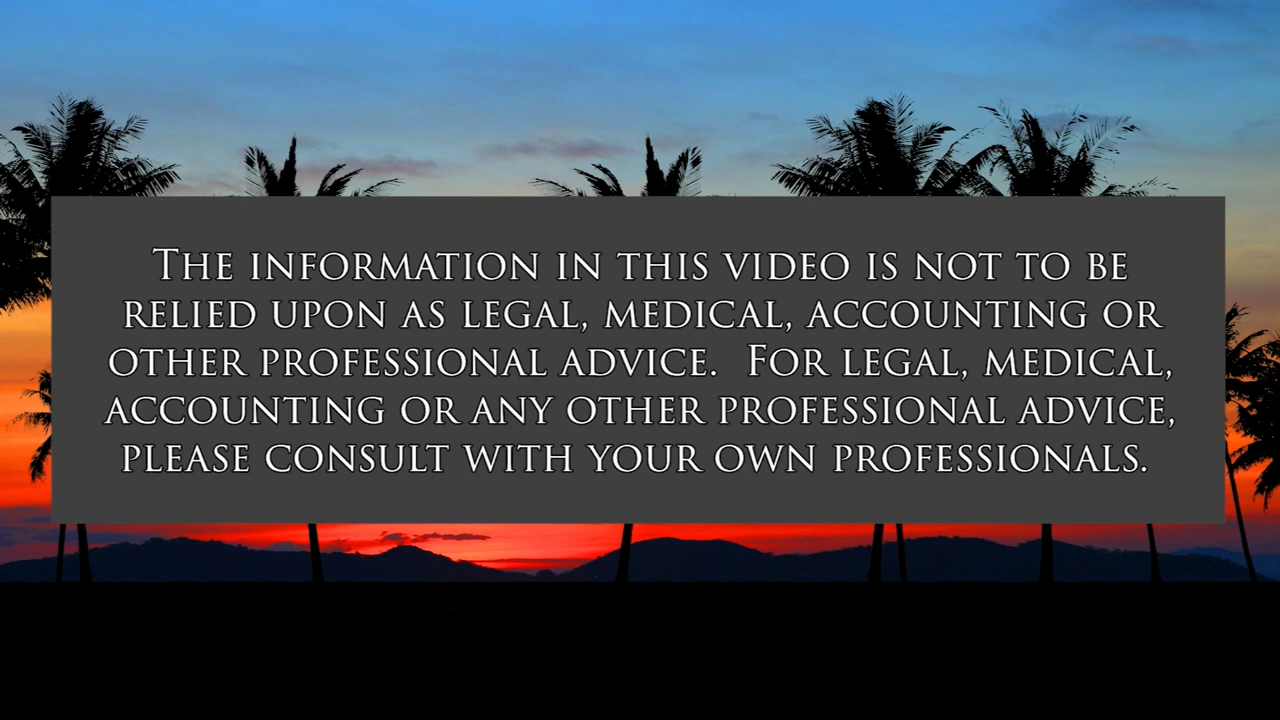 The information in this video is not to be
relied upon as legal, medical, accounting or
other professional advice.  For legal, medical,
accounting or any other professional advice,
please consult with your own professionals.